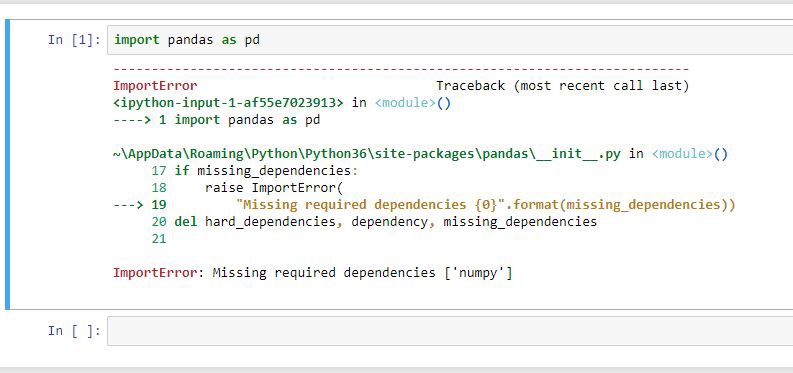 In [1]: import pandas as pd
---------------------------------------------------------------------------
ImportError                               Traceback (most recent call last)
<ipython-input-1-af55e7023913> in <module>()
----> 1 import pandas as pd

~\AppData\Roaming\Python\Python36\site-packages\pandas\__init__.py in <module>()
     17 if missing_dependencies:
     18     raise ImportError(
---> 19         "Missing required dependencies {0}".format(missing_dependencies))
     20 del hard_dependencies, dependency, missing_dependencies
     21

ImportError: Missing required dependencies ['numpy']
In [ ]: